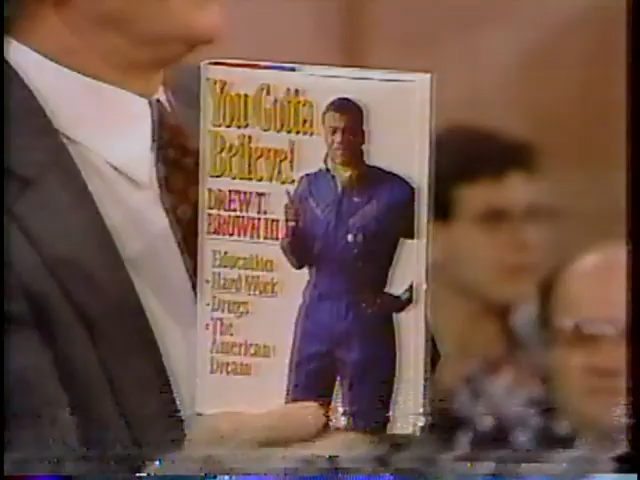 You Gotta
Believe!
DREW T.
BROWN III
Education
-Hard Work
-Drugs
-The
American
Dream